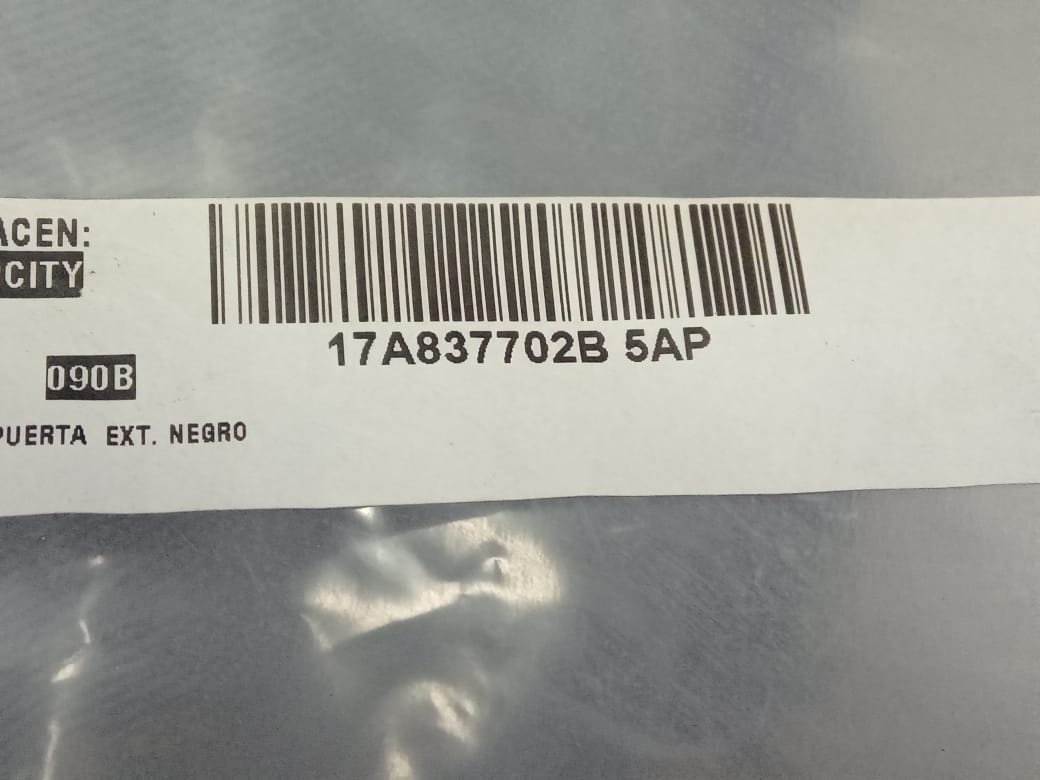 ACEN:
CITY
17A837702B 5AP
090B
PUERTA EXT. NEGRO